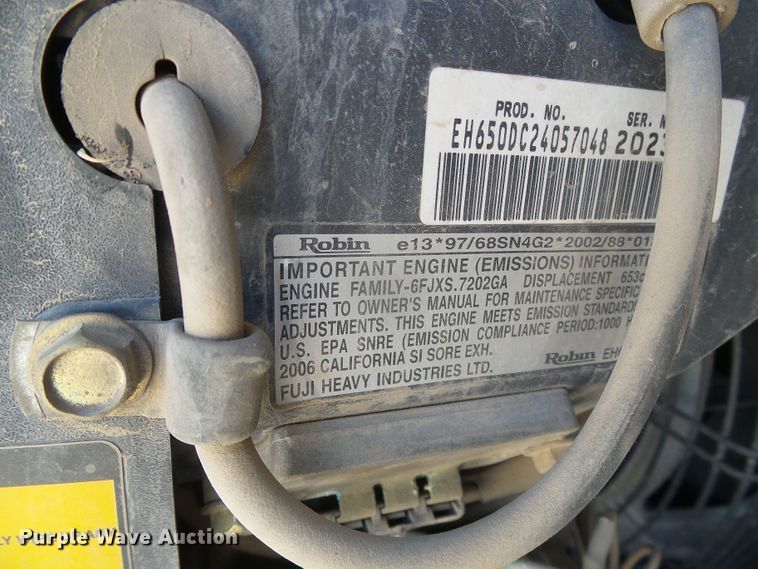 PROD. NO. SER. N
EH650DC24057048 2023
Robin e13*97/68SN4G2*2002/88*01
IMPORTANT ENGINE (EMISSIONS) INFORMATI
ENGINE FAMILY-6FJXS.7202GA DISPLACEMENT 653c
REFER TO OWNER'S MANUAL FOR MAINTENANCE SPECIFIC
ADJUSTMENTS. THIS ENGINE MEETS EMISSION STANDARDS
U.S. EPA SNRE (EMISSION COMPLIANCE PERIOD:1000 H
2006 CALIFORNIA SI SORE EXH. Robin EH6
FUJI HEAVY INDUSTRIES LTD.
Purple Wave Auction